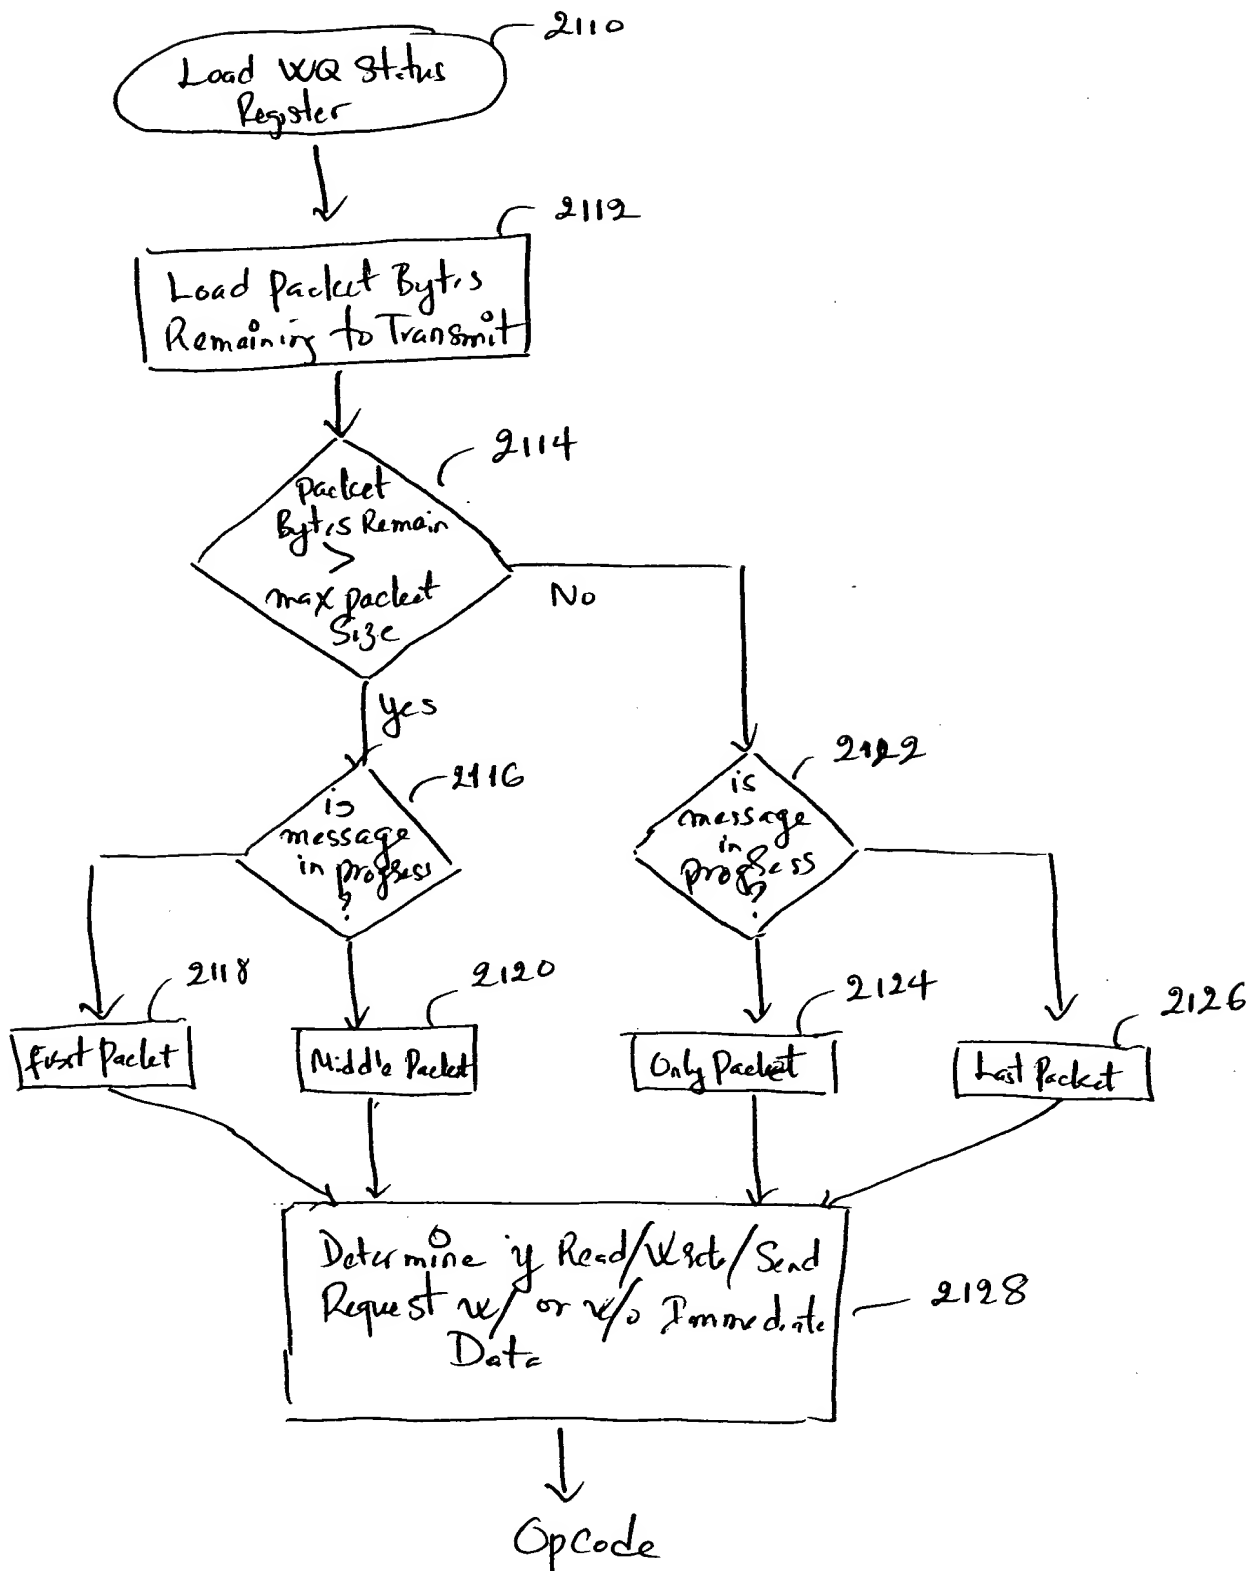 2110
Load WQ Status
Register
2112
Load Packet Bytes
Remaining to Transmit
2114
Packet
Bytes Remain
>
max packet
Size
No
Yes
2116
is
message
in progress
?
2122
is
message
in
progress
?
2118
First Packet
2120
Middle Packet
2124
Only Packet
2126
Last Packet
Determine if Read/Write/Send
Request w/ or w/o Immediate
Data
2128
Opcode